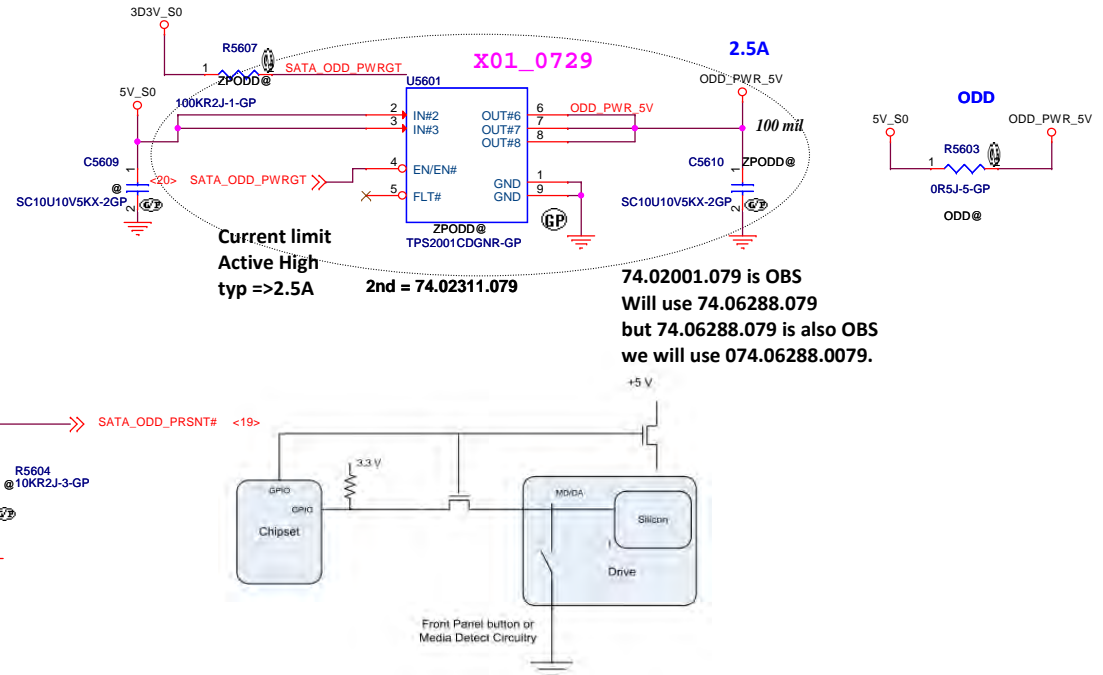 3D3V_S0
R5607
1
2
SATA_ODD_PWRGT
ZPODD@
100KR2J-1-GP
X01_0729
2.5A
5V_S0
U5601
ODD_PWR_5V
2
IN#2
3
IN#3
OUT#6
6
ODD_PWR_5V
OUT#7
7
OUT#8
8
100 mil
ODD
5V_S0
ODD_PWR_5V
R5603
1
2
0R5J-5-GP
ODD@
C5609
1
@
SC10U10V5KX-2GP
2
<20>
SATA_ODD_PWRGT
4
EN/EN#
5
FLT#
GND
1
GND
9
GP
C5610
1
ZPODD@
SC10U10V5KX-2GP
2
ZPODD@
TPS2001CDGNR-GP
Current limit
Active High
typ =>2.5A
2nd = 74.02311.079
74.02001.079 is OBS
Will use 74.06288.079
but 74.06288.079 is also OBS
we will use 074.06288.0079.
SATA_ODD_PRSNT#
<19>
R5604
@
10KR2J-3-GP
+5 V
3.3 V
GPIO
GPIO
Chipset
MD/DA
Silicon
Drive
Front Panel button or
Media Detect Circuitry